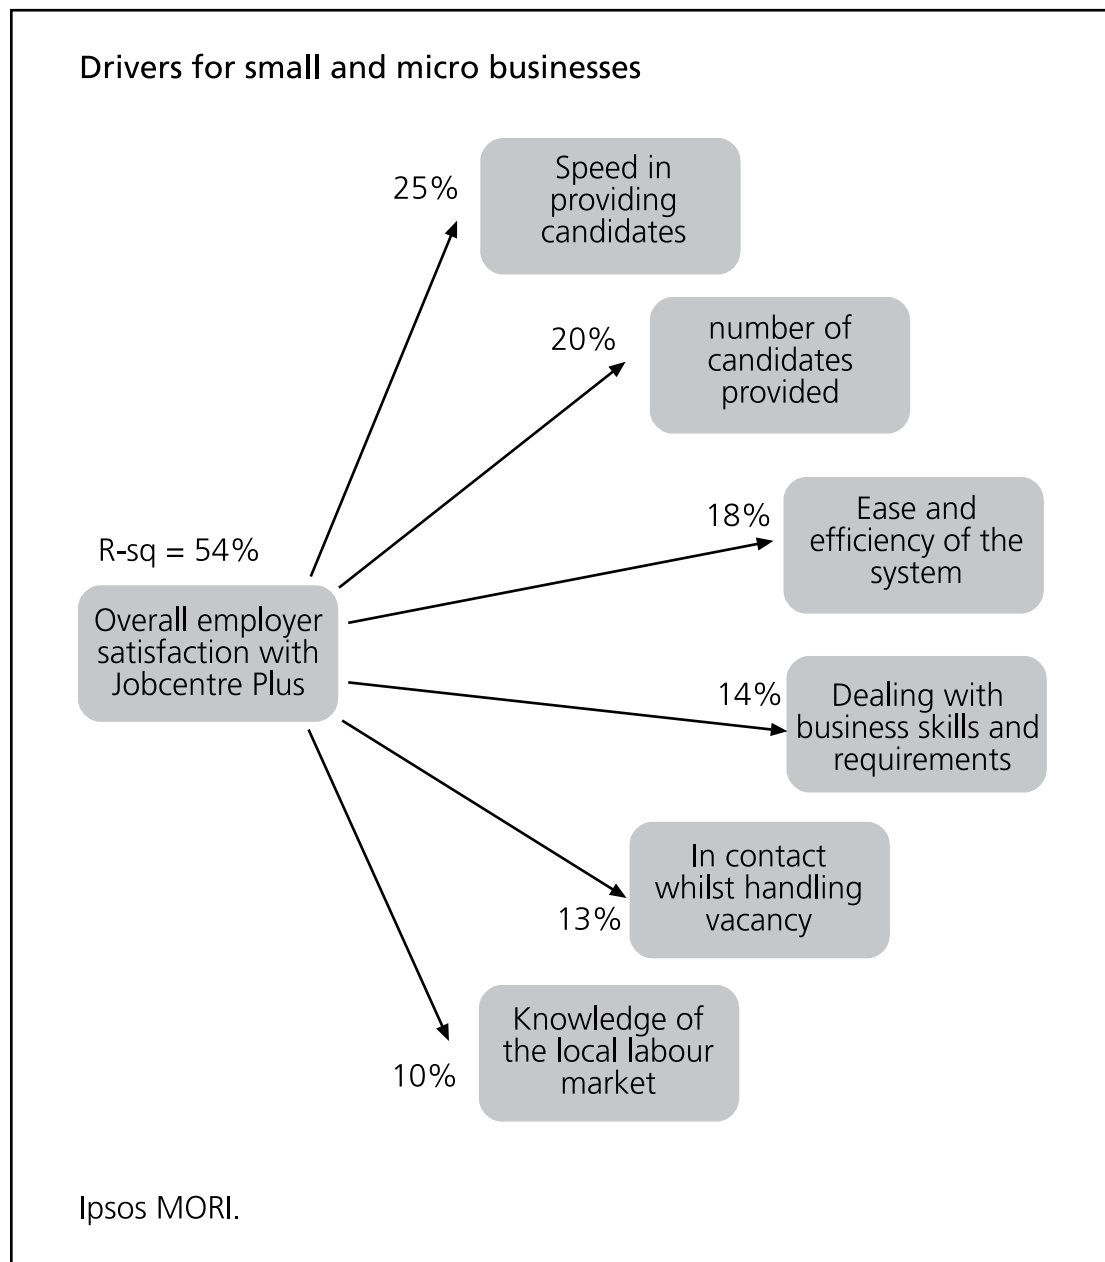 Drivers for small and micro businesses
25%
Speed in
providing
candidates
20%
number of
candidates
provided
18%
Ease and
efficiency of the
system
R-sq = 54%
Overall employer
satisfaction with
Jobcentre Plus
14%
Dealing with
business skills and
requirements
In contact
whilst handling
vacancy
13%
Knowledge of
the local labour
market
10%
Ipsos MORI.